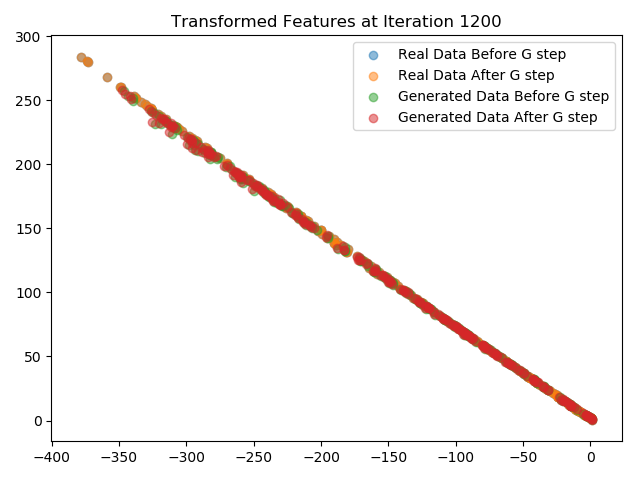 Transformed Features at Iteration 1200
Real Data Before G step
Real Data After G step
Generated Data Before G step
Generated Data After G step
300
250
200
150
100
50
0
−400 −350 −300 −250 −200 −150 −100 −50 0